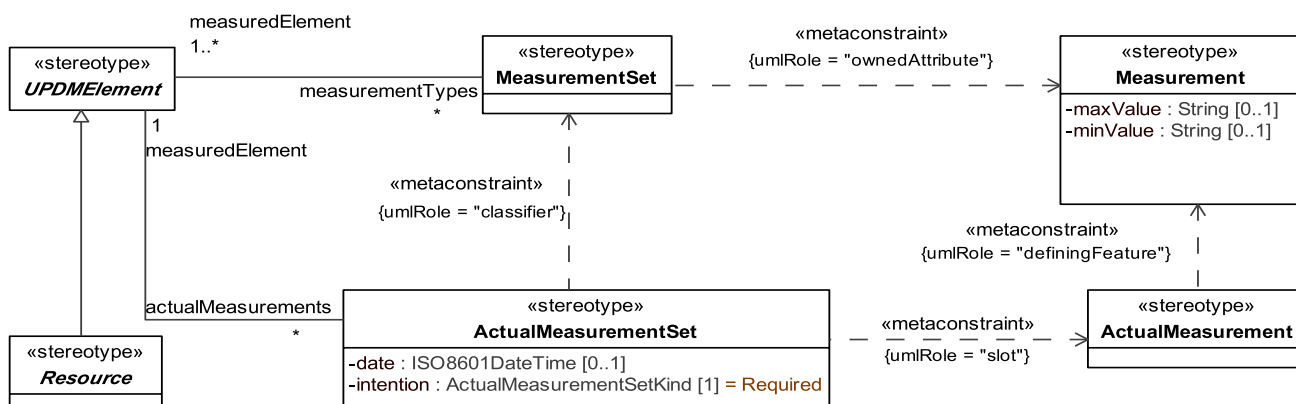 measuredElement
1..*
«stereotype»
UPDMElement
measurementTypes
*
«stereotype»
MeasurementSet
«metaconstraint»
{umlRole = "ownedAttribute"}
«stereotype»
Measurement
-maxValue : String [0..1]
-minValue : String [0..1]
1
measuredElement
«metaconstraint»
{umlRole = "classifier"}
«metaconstraint»
{umlRole = "definingFeature"}
actualMeasurements
*
«stereotype»
ActualMeasurementSet
-date : ISO8601DateTime [0..1]
-intention : ActualMeasurementSetKind [1] = Required
«metaconstraint»
{umlRole = "slot"}
«stereotype»
ActualMeasurement
«stereotype»
Resource